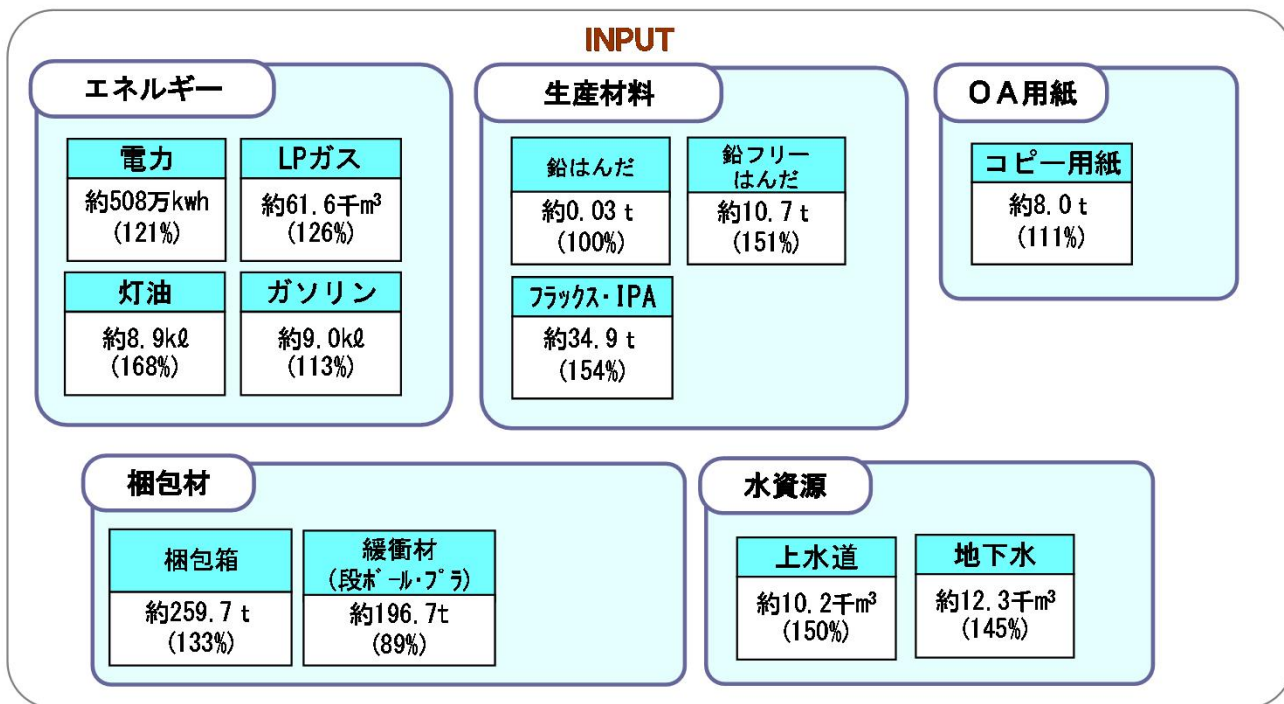 INPUT
エネルギー
電力
約508万kwh
(121%)
LPガス
約61.6千m³
(126%)
灯油
約8.9kℓ
(168%)
ガソリン
約9.0kℓ
(113%)
生産材料
鉛はんだ
約0.03ｔ
(100%)
鉛フリー
はんだ
約10.7ｔ
(151%)
ﾌﾗｯｸｽ・IPA
約34.9ｔ
(154%)
ＯＡ用紙
コピー用紙
約8.0ｔ
(111%)
梱包材
梱包箱
約259.7ｔ
(133%)
緩衝材
(段ﾎﾞｰﾙ・ﾌﾟﾗ)
約196.7t
(89%)
水資源
上水道
約10.2千m³
(150%)
地下水
約12.3千m³
(145%)